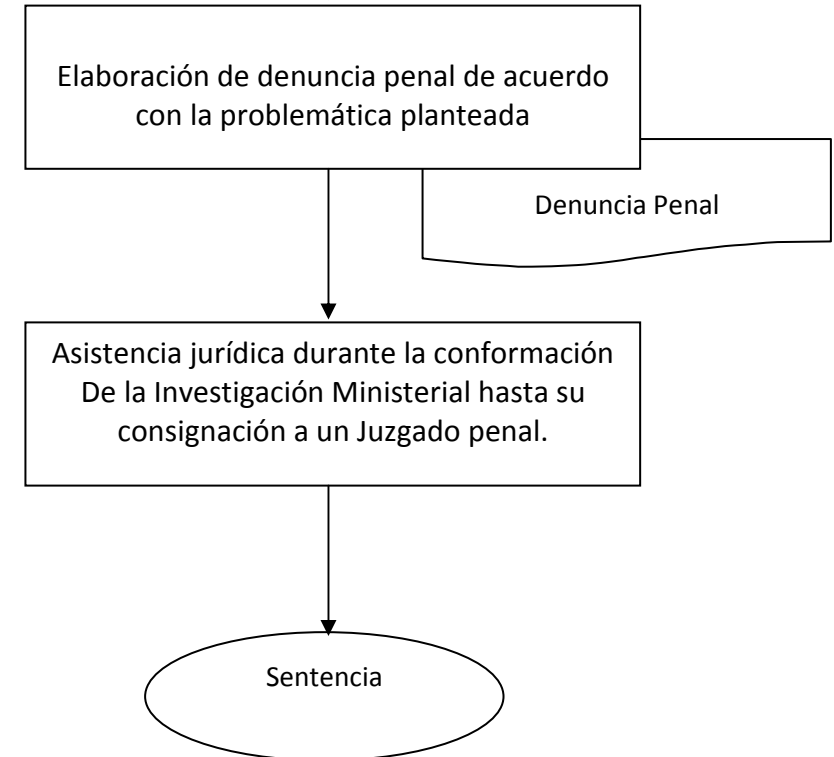 Elaboración de denuncia penal de acuerdo
con la problemática planteada
Denuncia Penal
Asistencia jurídica durante la conformación
De la Investigación Ministerial hasta su
consignación a un Juzgado penal.
Sentencia